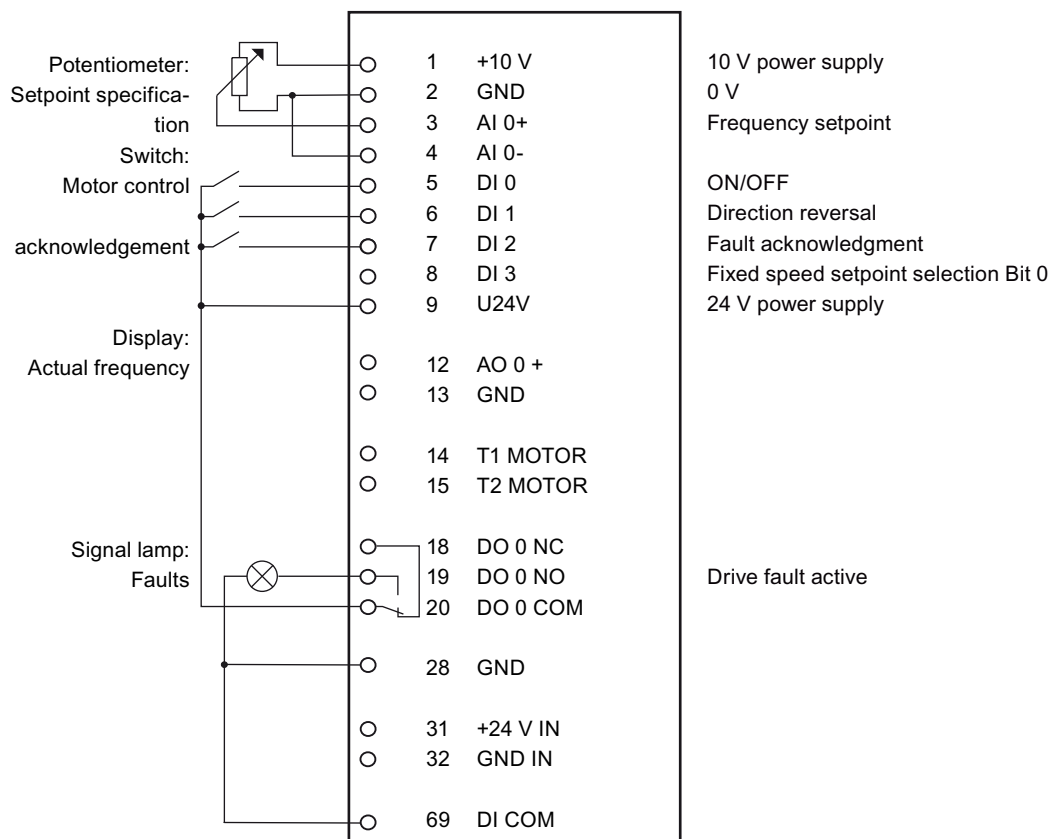 Potentiometer: 1 +10 V 10 V power supply
Setpoint specifica- 2 GND 0 V
tion 3 AI 0+ Frequency setpoint
Switch: 4 AI 0-
Motor control 5 DI 0 ON/OFF
6 DI 1 Direction reversal
acknowledgement 7 DI 2 Fault acknowledgment
8 DI 3 Fixed speed setpoint selection Bit 0
9 U24V 24 V power supply
Display:
Actual frequency 12 AO 0 +
13 GND
14 T1 MOTOR
15 T2 MOTOR
Signal lamp: 18 DO 0 NC
Faults 19 DO 0 NO Drive fault active
20 DO 0 COM
28 GND
31 +24 V IN
32 GND IN
69 DI COM